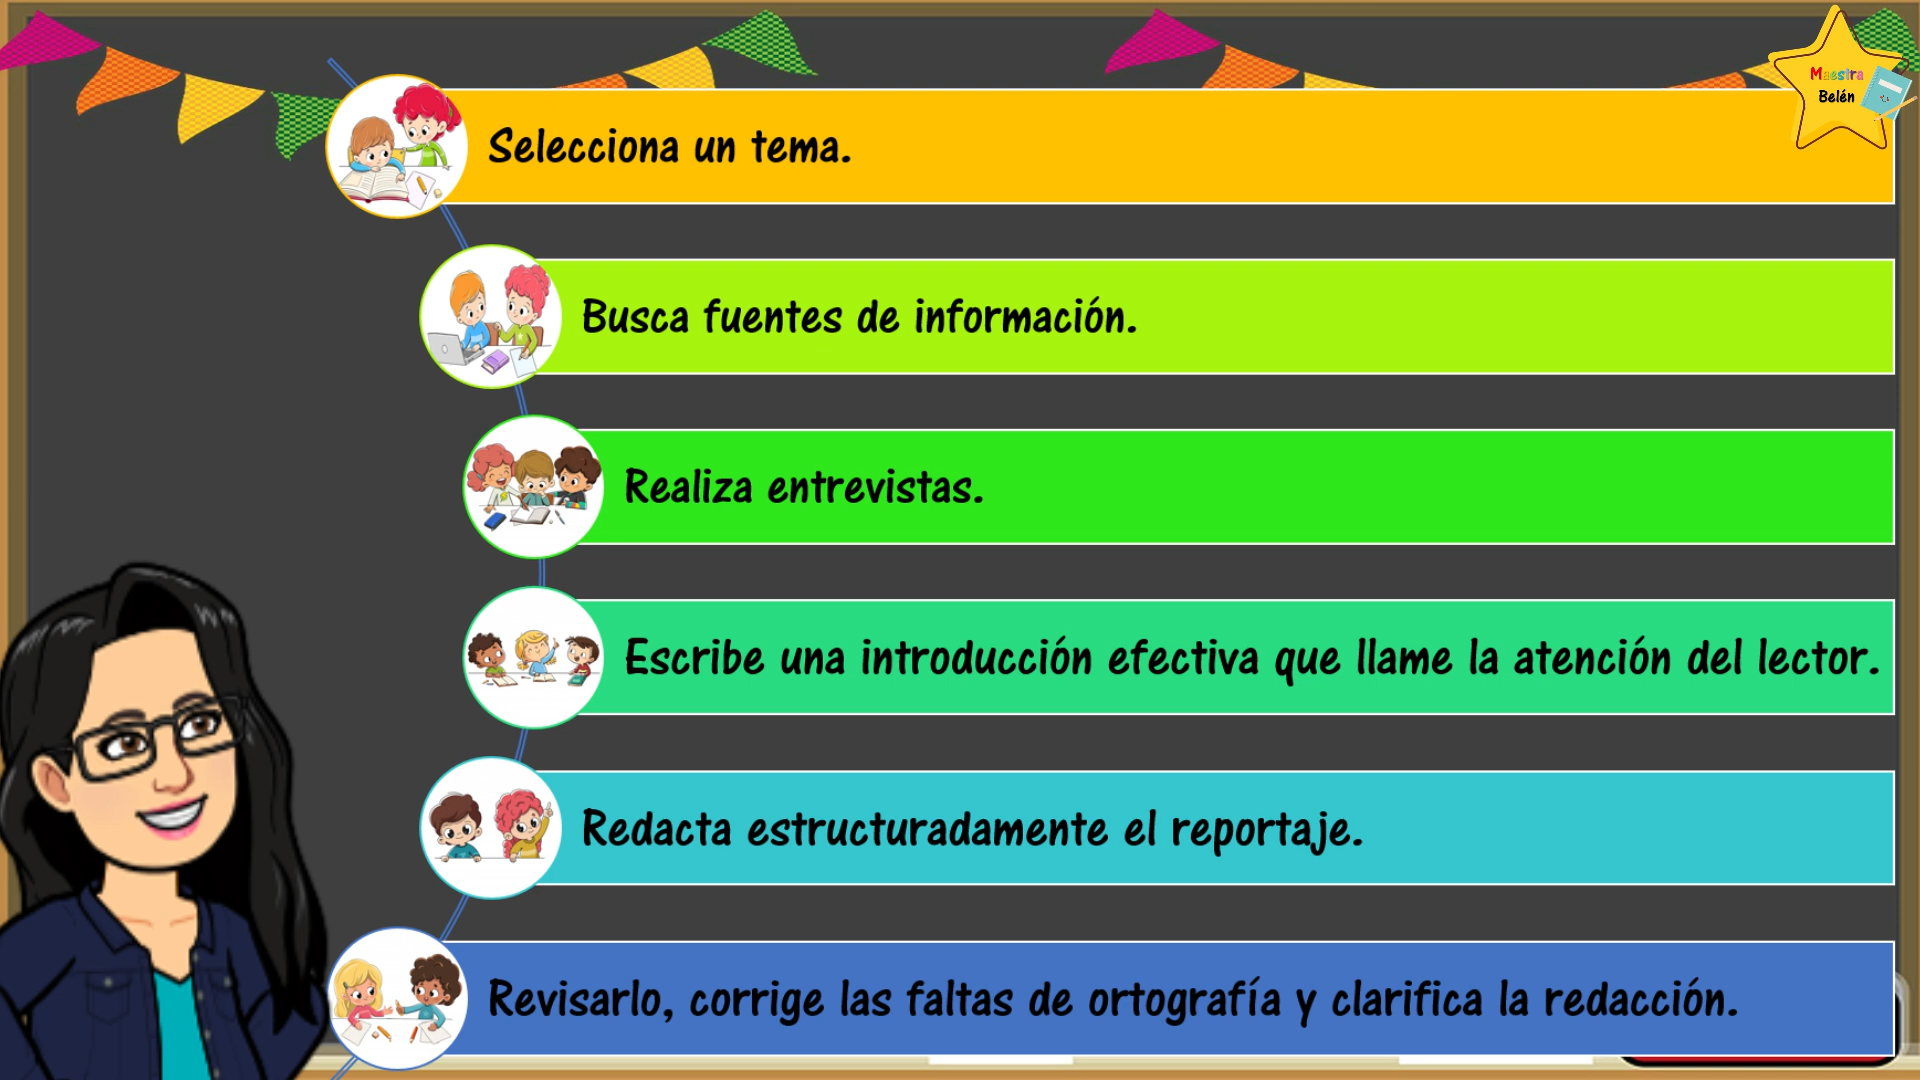 Maestra
Belén
Selecciona un tema.
Busca fuentes de información.
Realiza entrevistas.
Escribe una introducción efectiva que llame la atención del lector.
Redacta estructuradamente el reportaje.
Revisarlo, corrige las faltas de ortografía y clarifica la redacción.